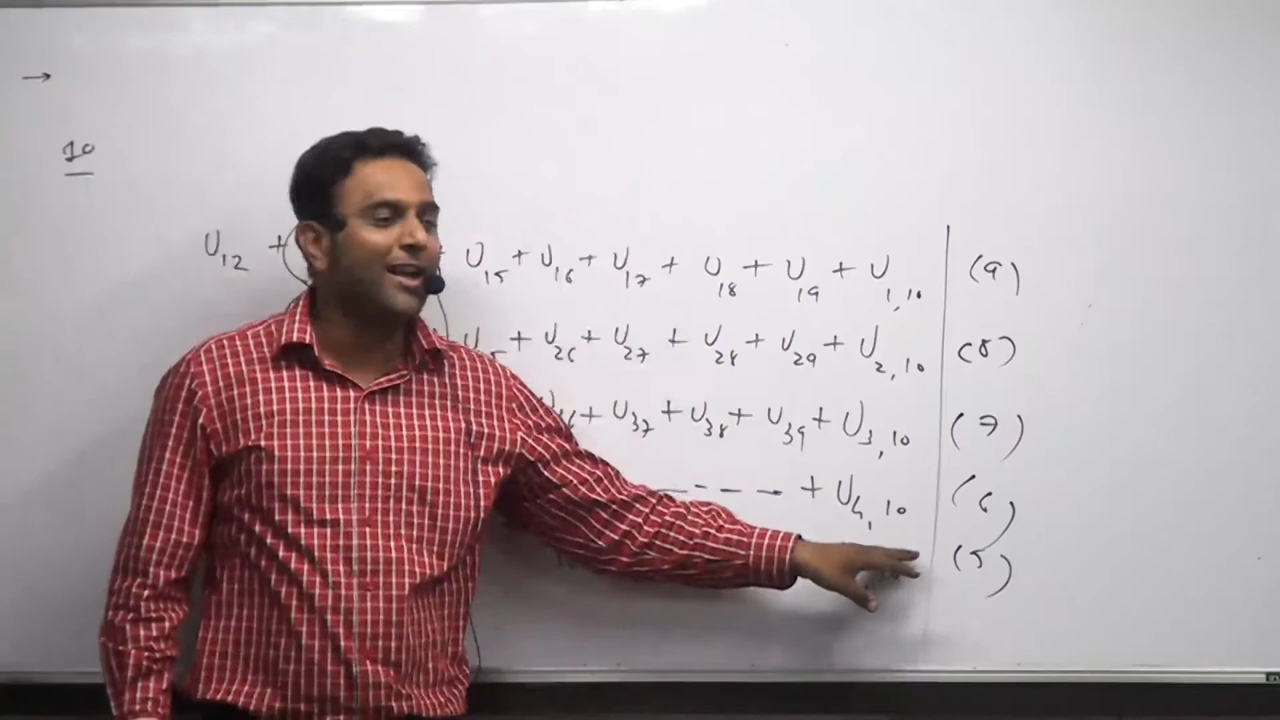 →
10
U₁₂ + U₁₅ + U₁₆ + U₁₇ + U₁₈ + U₁₉ + U₁,₁₀ | (9)
+ U₂₆ + U₂₇ + U₂₈ + U₂₉ + U₂,₁₀ | (8)
+ U₃₇ + U₃₈ + U₃₉ + U₃,₁₀ | (7)
---- + U₄,₁₀ | (6)
(5)